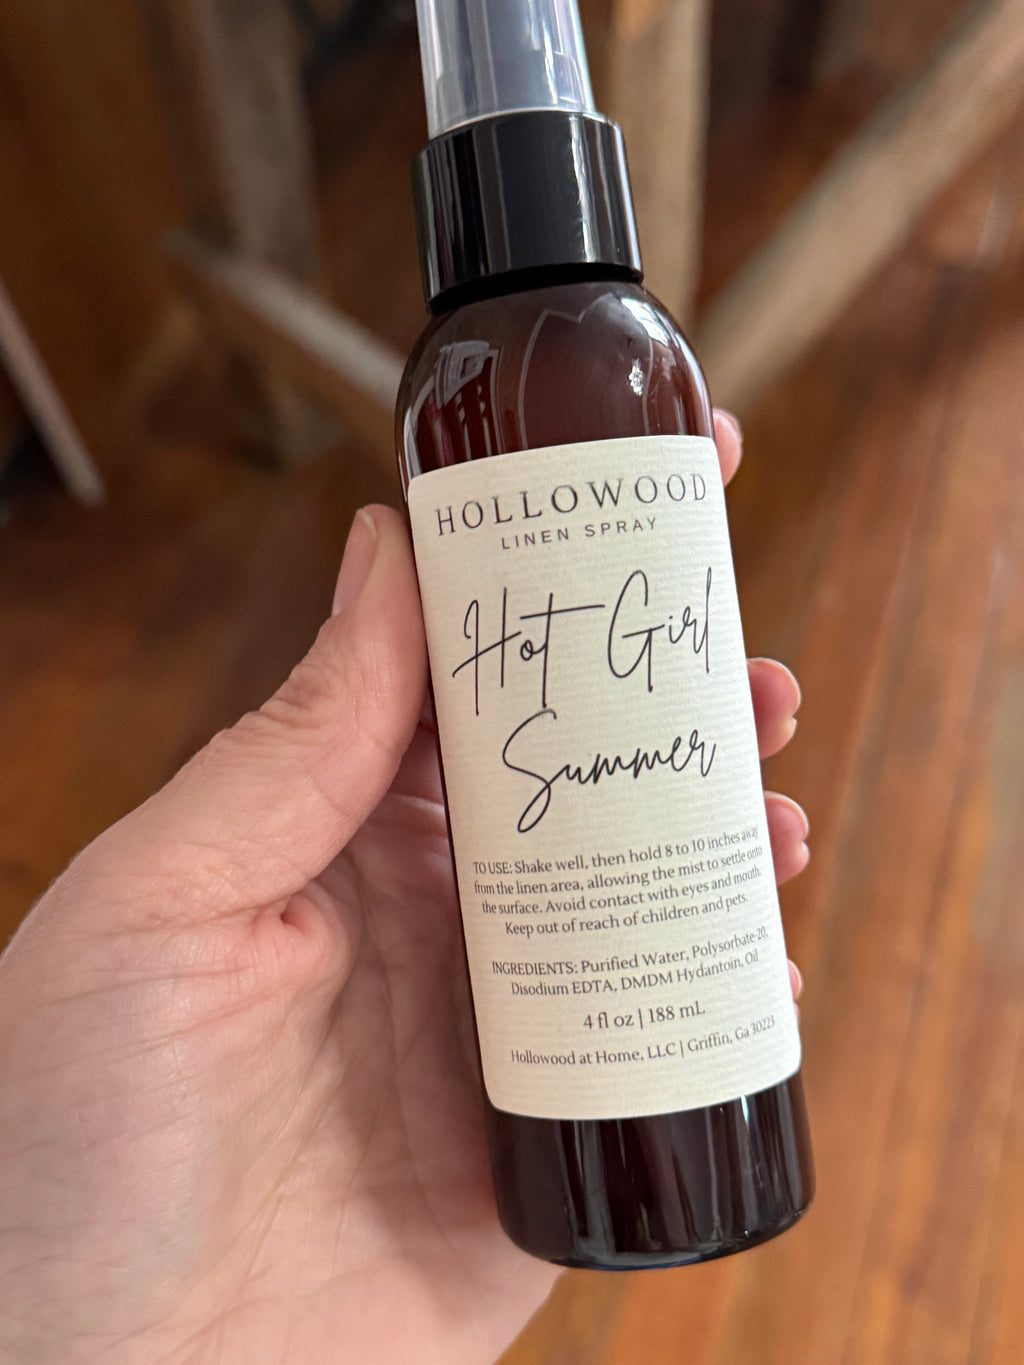 HOLLOWOOD
LINEN SPRAY
Hot Girl
Summer
TO USE: Shake well, then hold 8 to 10 inches away
from the linen area, allowing the mist to settle onto
the surface. Avoid contact with eyes and mouth.
Keep out of reach of children and pets.
INGREDIENTS: Purified Water, Polysorbate-20,
Disodium EDTA, DMDM Hydantoin, Oil
4 fl oz | 188 mL
Hollowood at Home, LLC | Griffin, Ga 30223